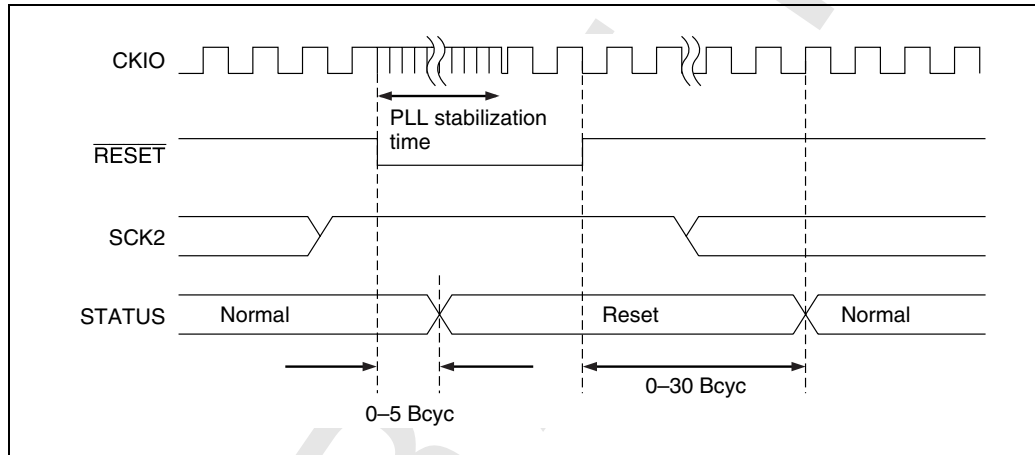 CKIO
PLL stabilization
time
RESET
SCK2
STATUS
Normal
Reset
Normal
0–5 Bcyc
0–30 Bcyc